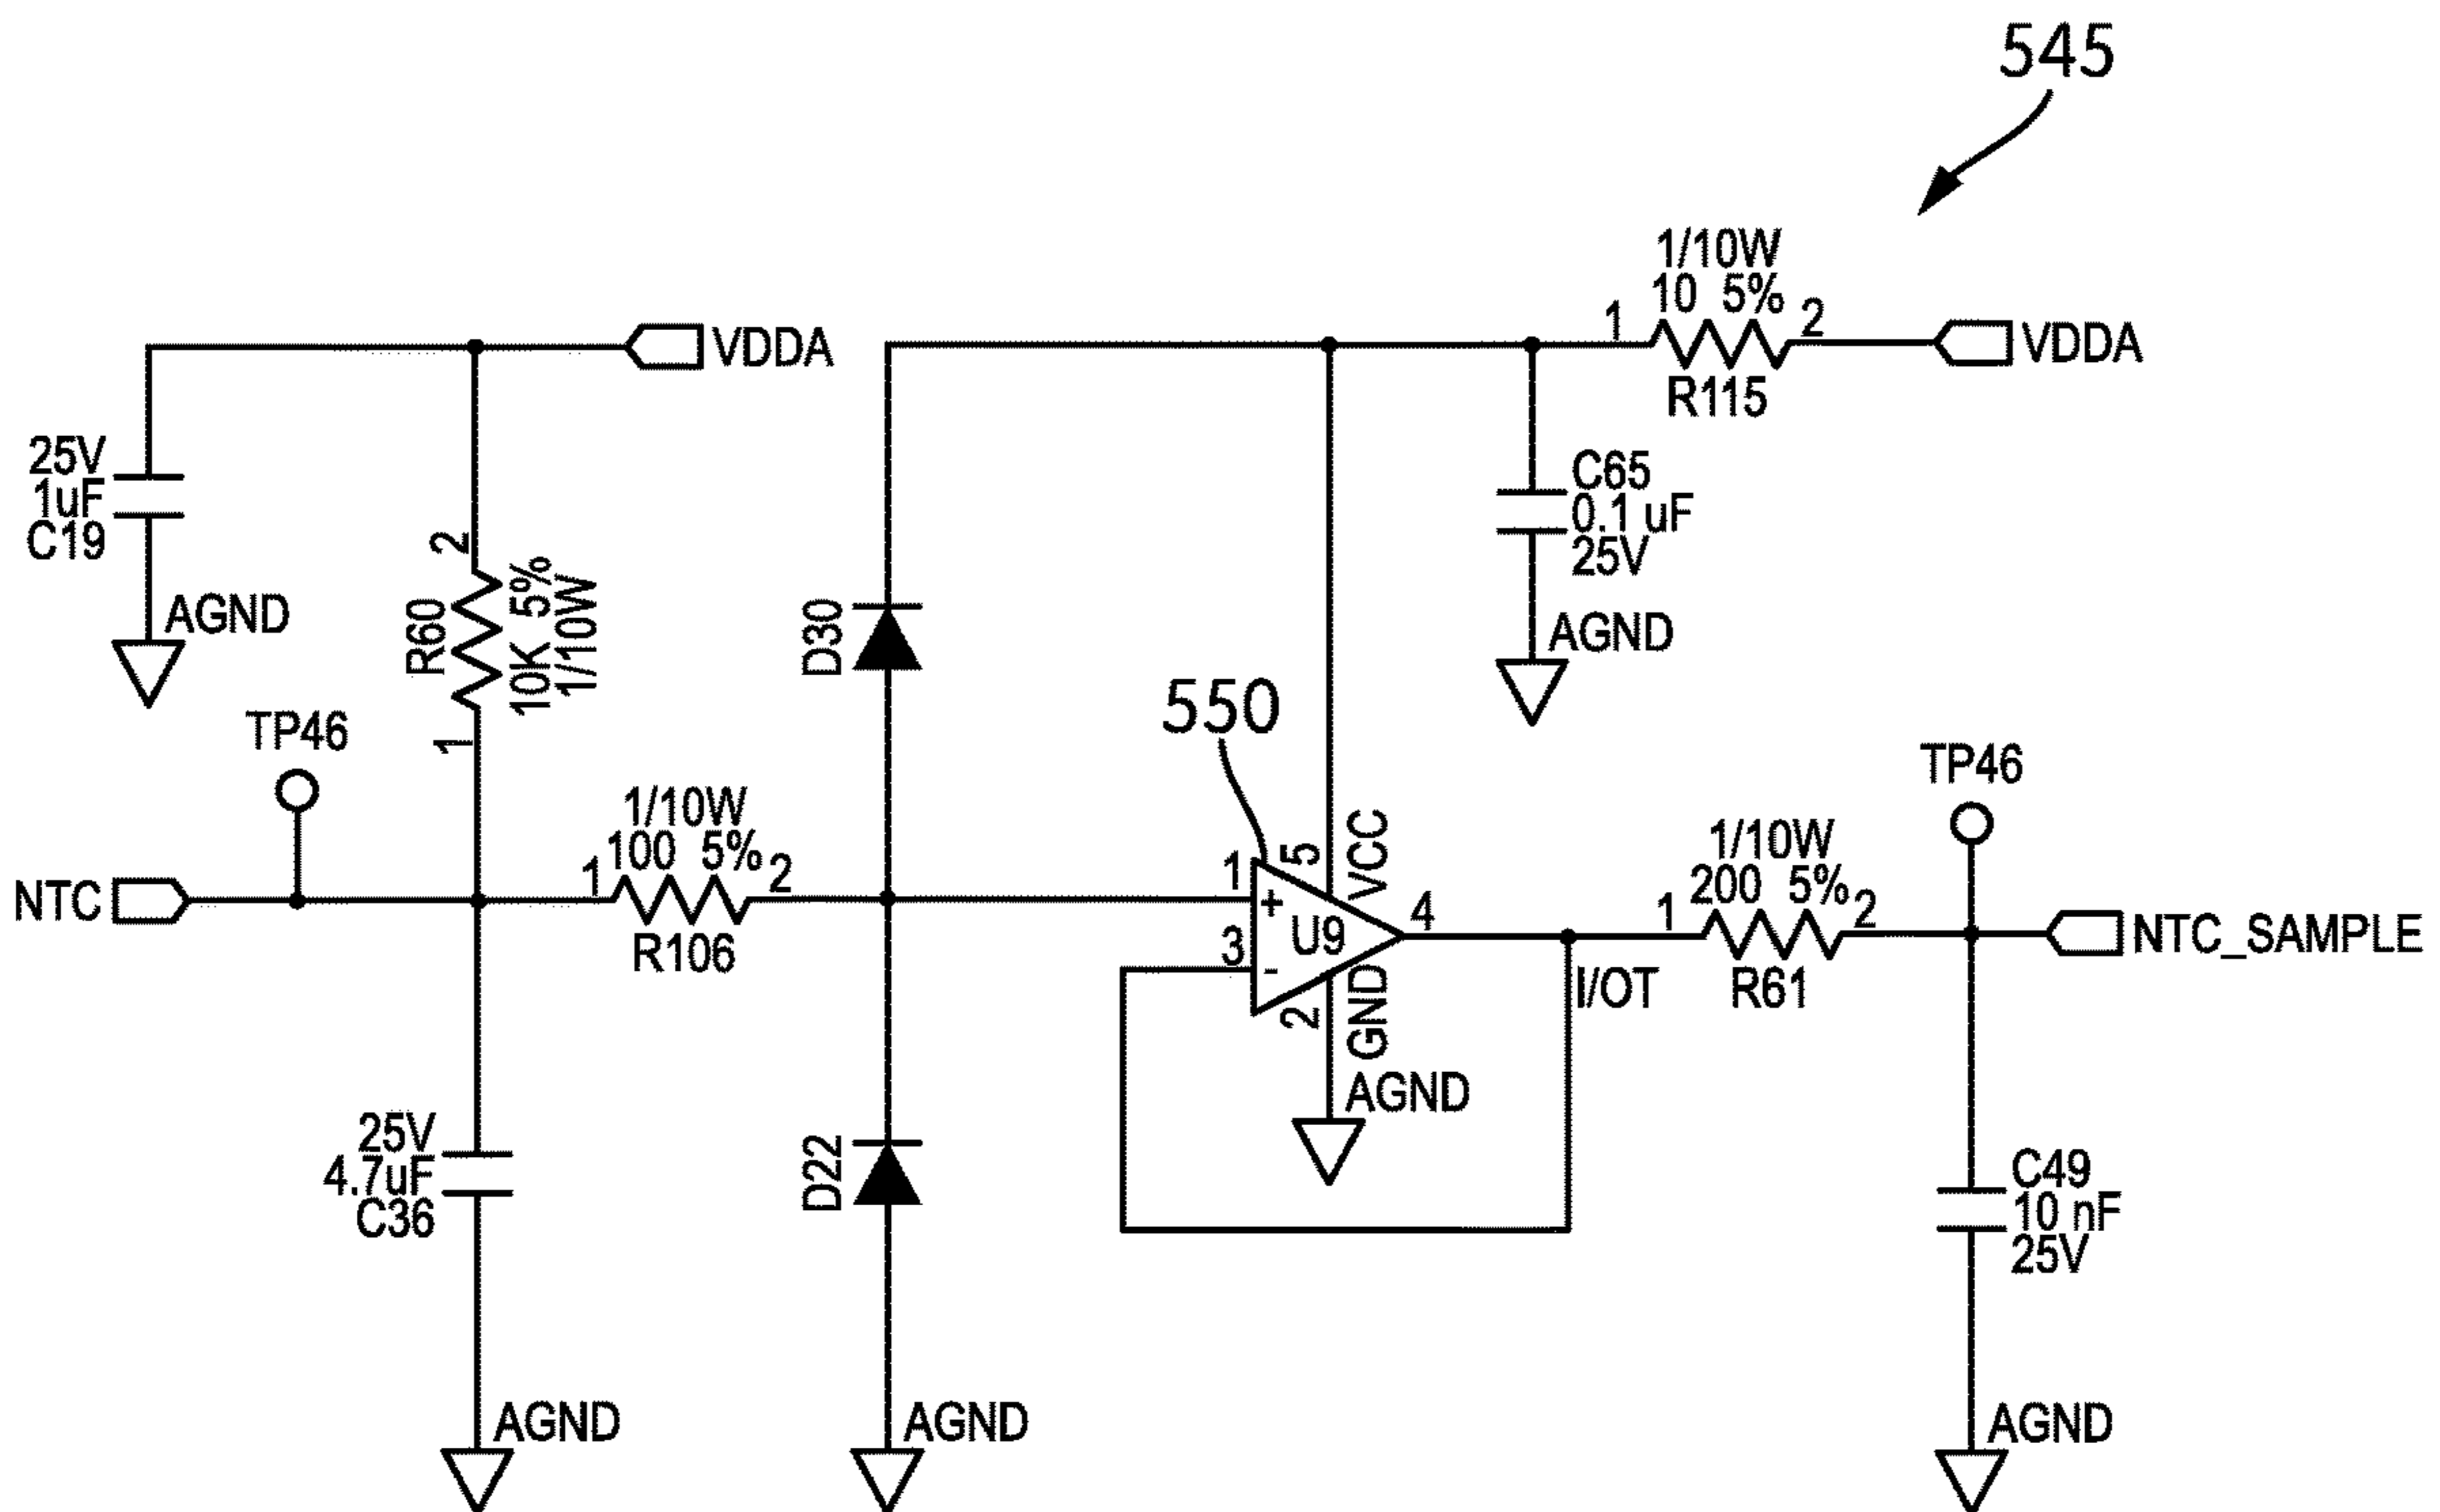 545
1/10W
10 5%
1
2
VDDA
VDDA
R115
25V
1uF
C19
C65
0.1 uF
25V
2
R60
10K 5%
1/10W
1
D30
AGND
AGND
550
TP46
TP46
1/10W
100 5%
1
2
NTC
R106
1
+
U9
3
-
5
VCC
4
2
GND
1/10W
200 5%
1
2
I/OT
R61
NTC_SAMPLE
AGND
25V
4.7uF
C36
D22
C49
10 nF
25V
AGND
AGND
AGND